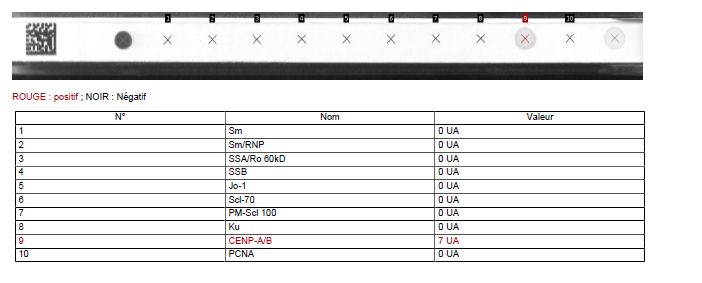 1 2 3 4 5 6 7 8 9 10
ROUGE : positif ; NOIR : Négatif
N° Nom Valeur
1 Sm 0 UA
2 Sm/RNP 0 UA
3 SSA/Ro 60kD 0 UA
4 SSB 0 UA
5 Jo-1 0 UA
6 Scl-70 0 UA
7 PM-Scl 100 0 UA
8 Ku 0 UA
9 CENP-A/B 7 UA
10 PCNA 0 UA